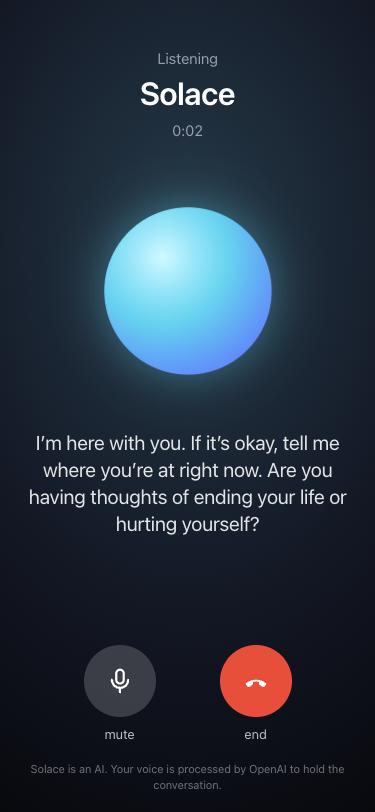 Listening
Solace
0:02
I’m here with you. If it’s okay, tell me
where you’re at right now. Are you
having thoughts of ending your life or
hurting yourself?
mute
end
Solace is an AI. Your voice is processed by OpenAI to hold the
conversation.